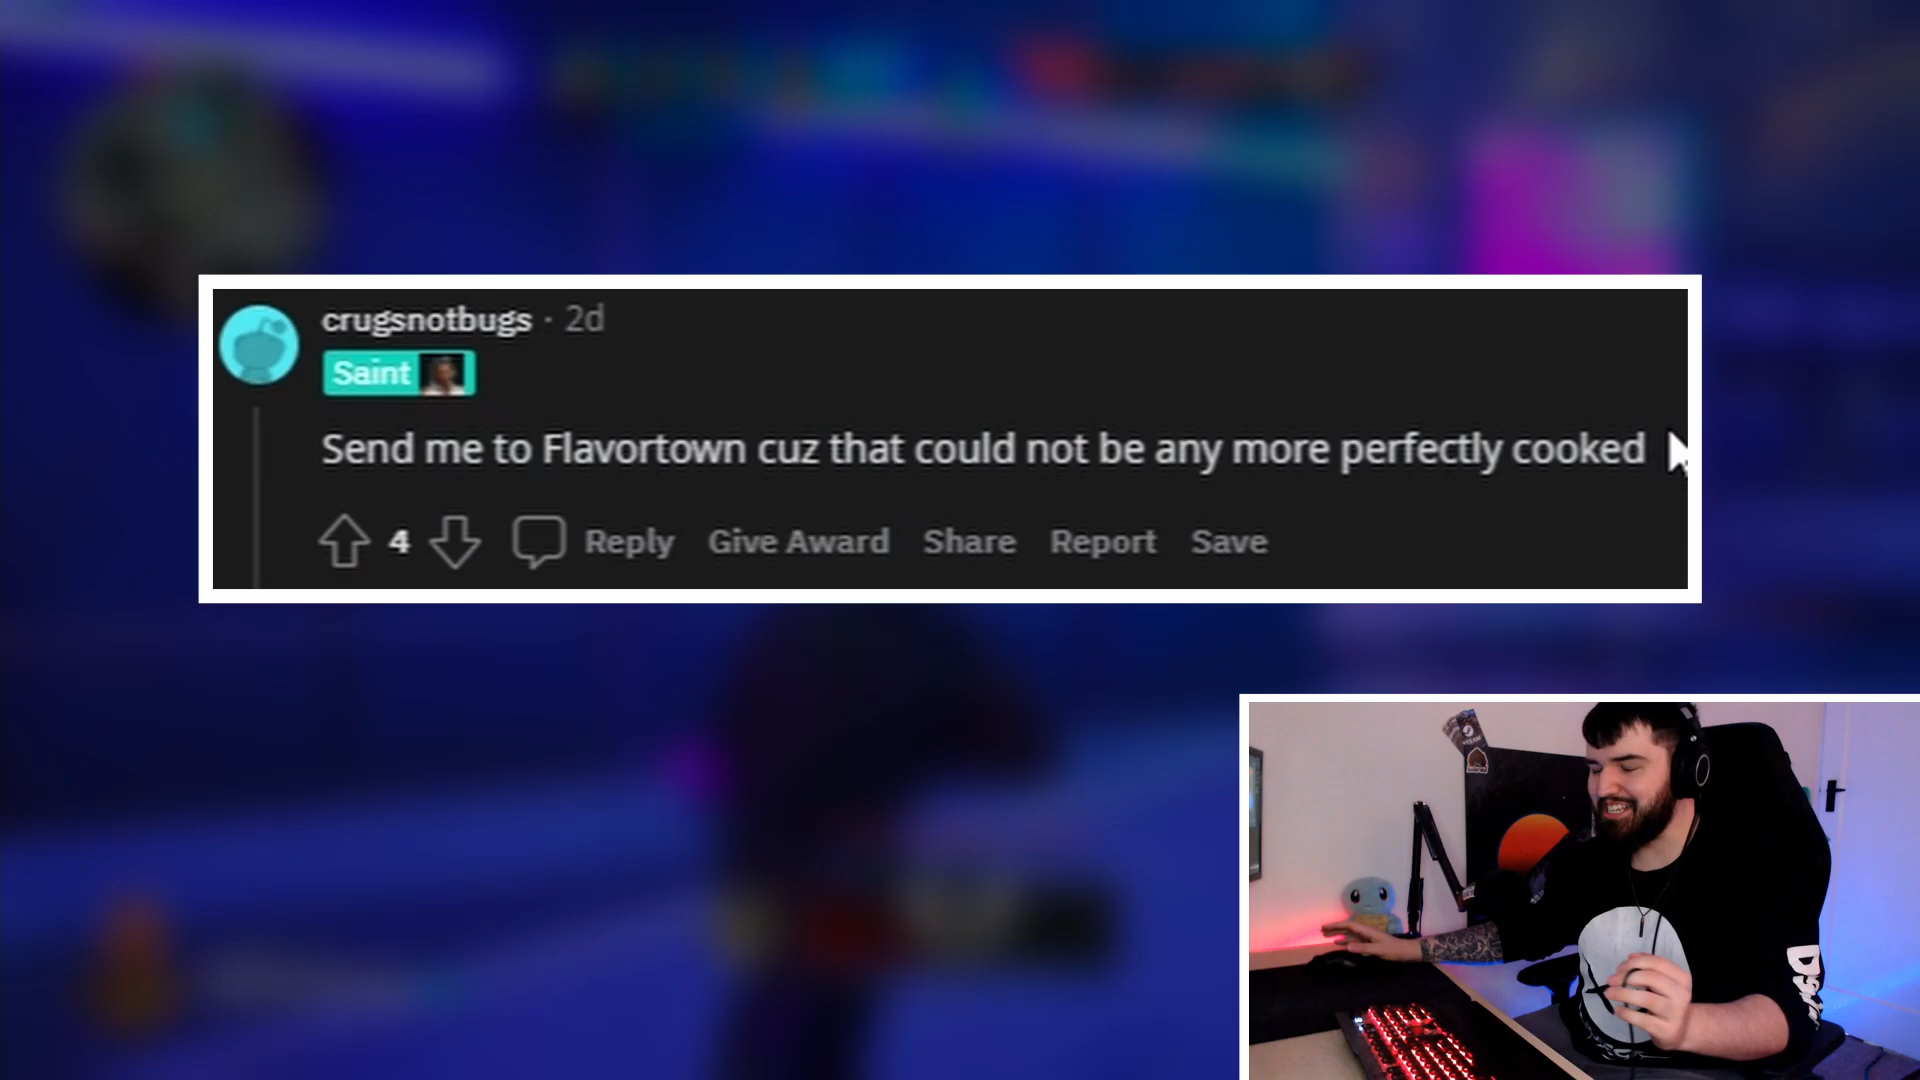 crugsnotbugs · 2d
Saint
Send me to Flavortown cuz that could not be any more perfectly cooked
4 Reply Give Award Share Report Save